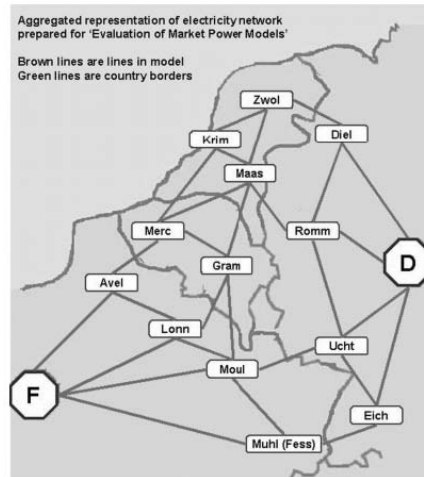 Aggregated representation of electricity network
prepared for 'Evaluation of Market Power Models'
Brown lines are lines in model
Green lines are country borders
Zwol
Diel
Krim
Maas
Merc
Romm
Gram
D
Avel
Lonn
Ucht
Moul
F
Eich
Muhl (Fess)